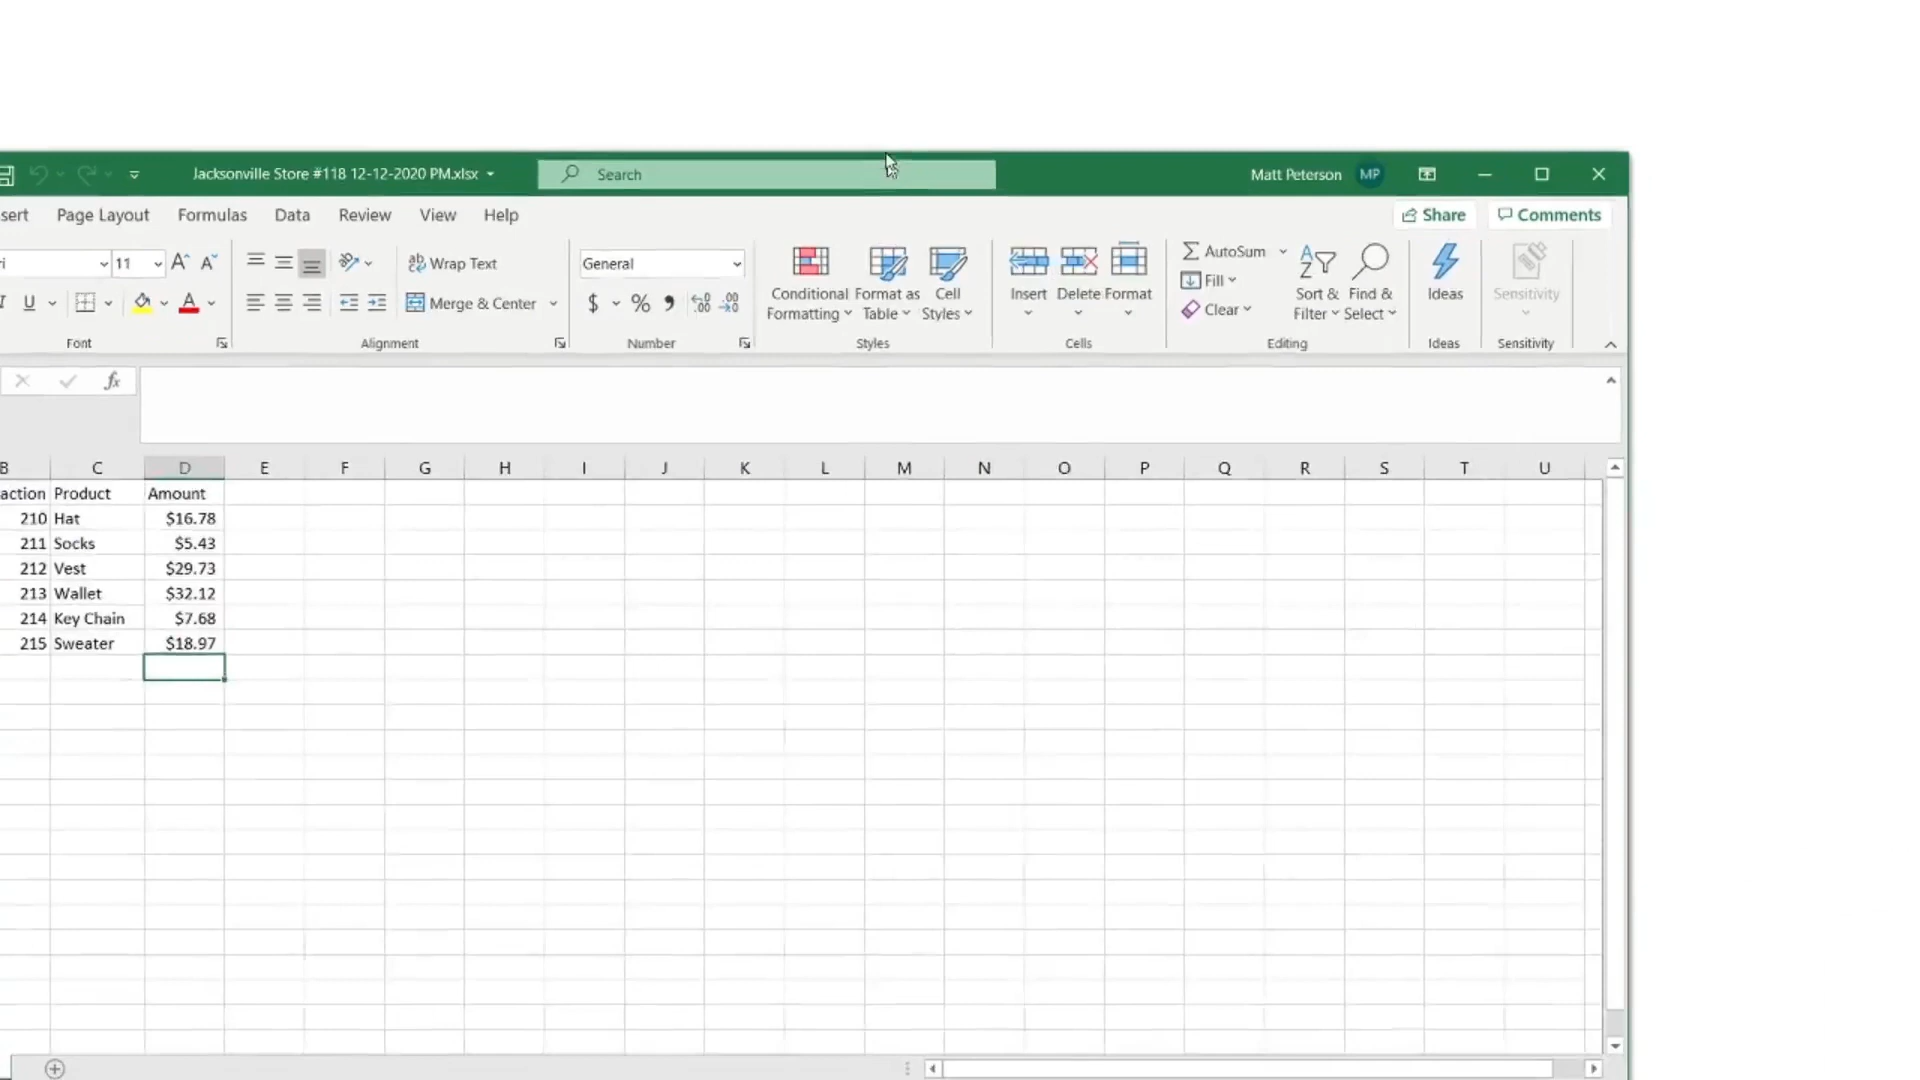 Jacksonville Store #118 12-12-2020 PM.xlsx Search Matt Peterson MP
sert Page Layout Formulas Data Review View Help Share Comments
ri 11 A A ab Wrap Text General AutoSum
Fill
U A Merge & Center $ % Conditional Formatting Format as Table Cell Styles Insert Delete Format Clear Sort & Filter Find & Select Ideas Sensitivity
Font Alignment Number Styles Cells Editing Ideas Sensitivity
fx
B C D E F G H I J K L M N O P Q R S T U
action Product Amount
210 Hat $16.78
211 Socks $5.43
212 Vest $29.73
213 Wallet $32.12
214 Key Chain $7.68
215 Sweater $18.97